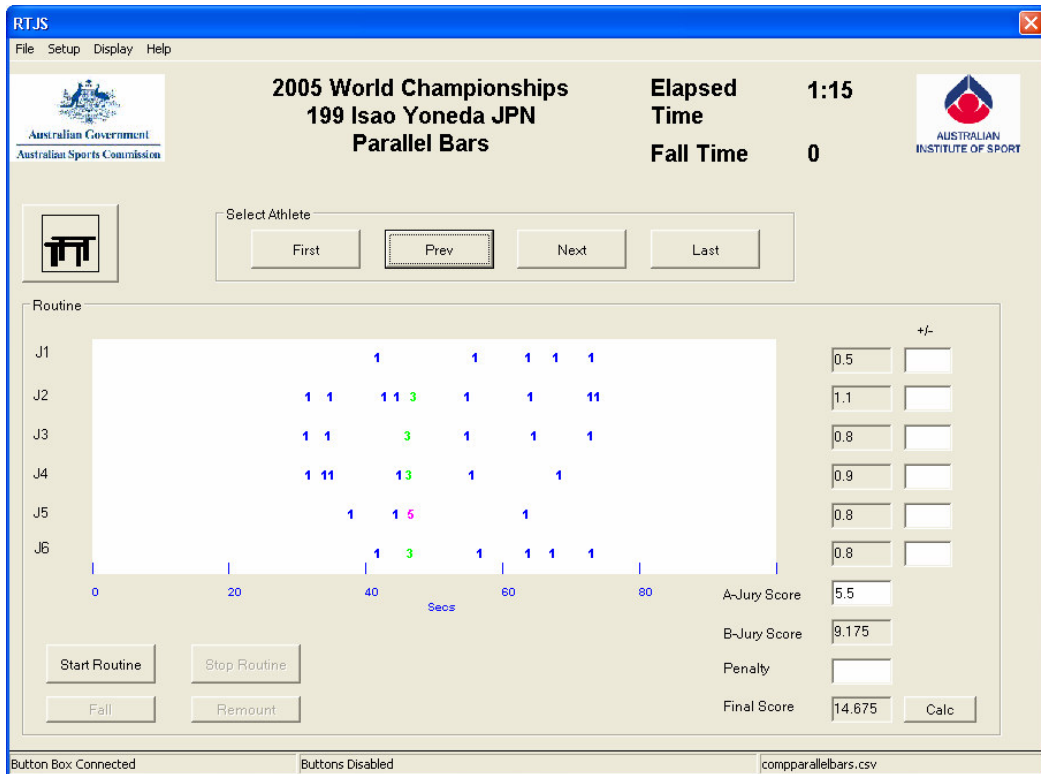 RTJS
File Setup Display Help
Australian Government
Australian Sports Commission
2005 World Championships
199 Isao Yoneda JPN
Parallel Bars
Elapsed Time 1:15
Fall Time 0
AUSTRALIAN
INSTITUTE OF SPORT
Select Athlete
First Prev Next Last
Routine
+/-
J1 1 1 1 1 1 0.5
J2 1 1 1 1 3 1 1 11 1.1
J3 1 1 3 1 1 1 0.8
J4 1 11 1 3 1 1 0.9
J5 1 1 5 1 0.8
J6 1 3 1 1 1 1 0.8
0 20 40 60 80
Secs
A-Jury Score 5.5
B-Jury Score 9.175
Penalty
Final Score 14.675 Calc
Start Routine Stop Routine
Fall Remount
Button Box Connected Buttons Disabled compparallelbars.csv